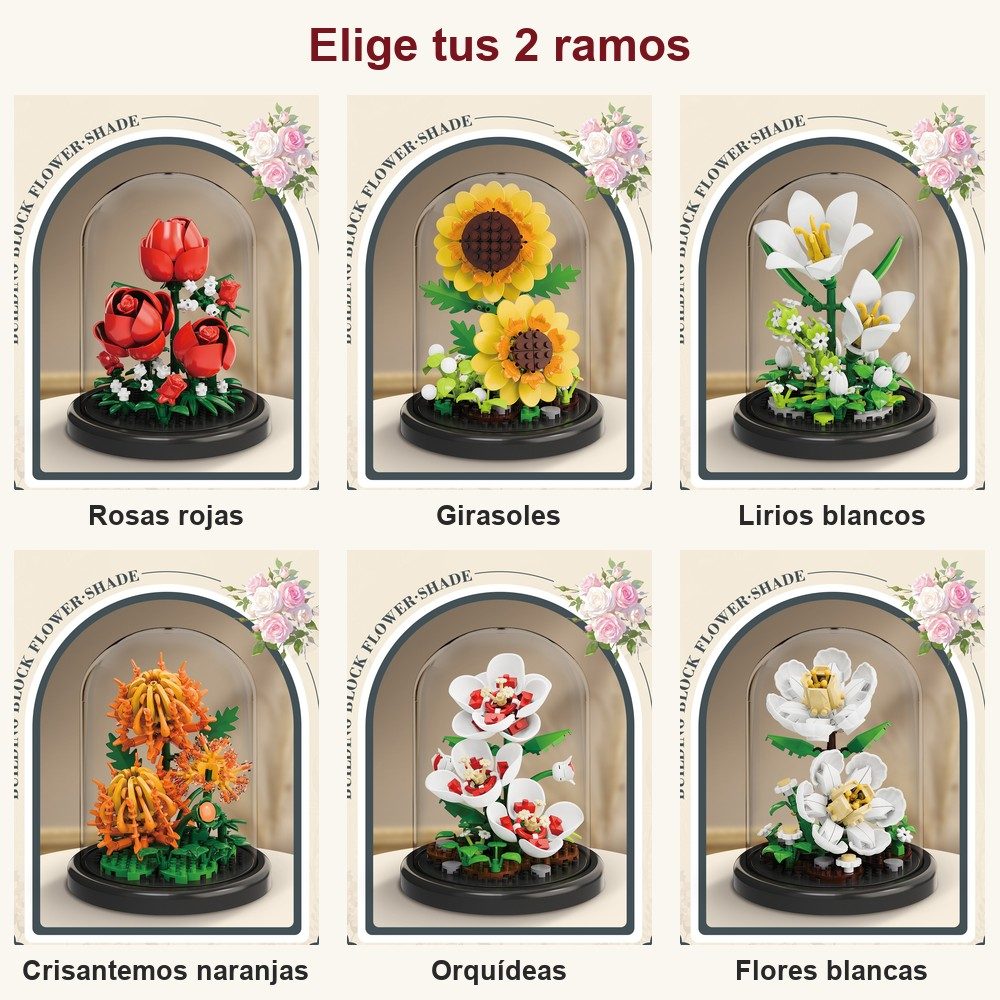 Elige tus 2 ramos
BUILDING BLOCK FLOWER·SHADE
BUILDING BLOCK FLOWER·SHADE
BUILDING BLOCK FLOWER·SHADE
Rosas rojas
Girasoles
Lirios blancos
BUILDING BLOCK FLOWER·SHADE
BUILDING BLOCK FLOWER·SHADE
BUILDING BLOCK FLOWER·SHADE
Crisantemos naranjas
Orquídeas
Flores blancas